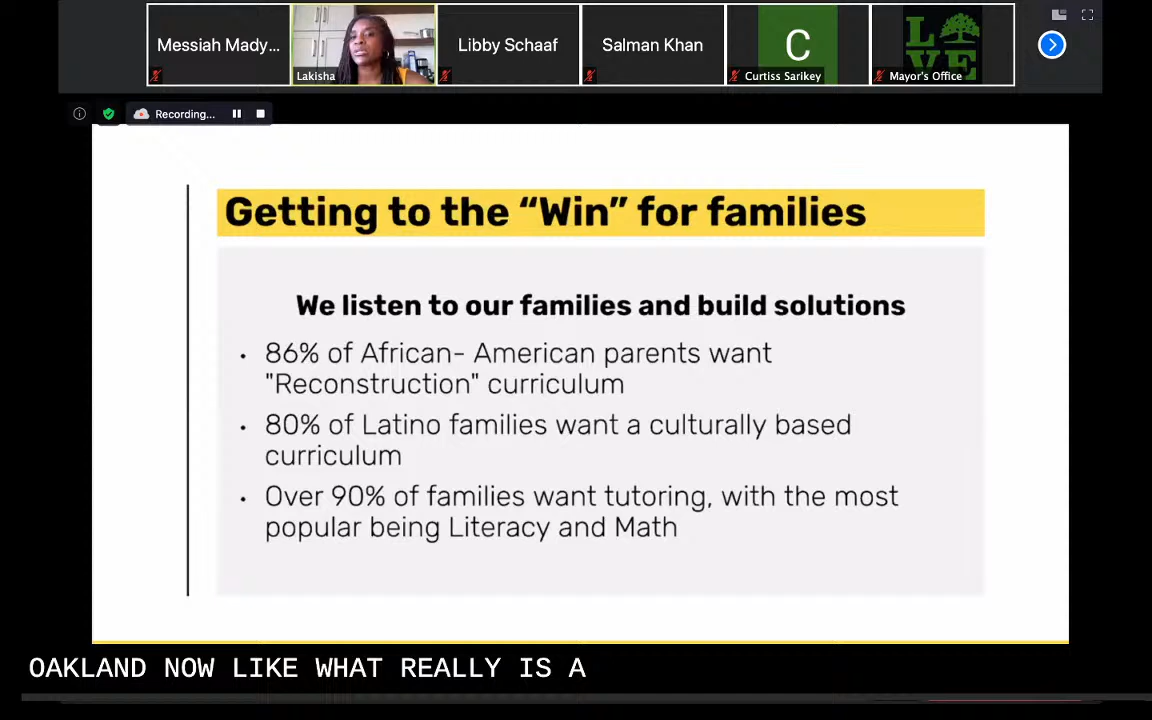 Messiah Mady...
Lakisha
Libby Schaaf
Salman Khan
C
Curtiss Sarikey
L
VE
Mayor's Office
Recording...
Getting to the “Win” for families
We listen to our families and build solutions
• 86% of African- American parents want
"Reconstruction" curriculum
• 80% of Latino families want a culturally based
curriculum
• Over 90% of families want tutoring, with the most
popular being Literacy and Math
OAKLAND NOW LIKE WHAT REALLY IS A